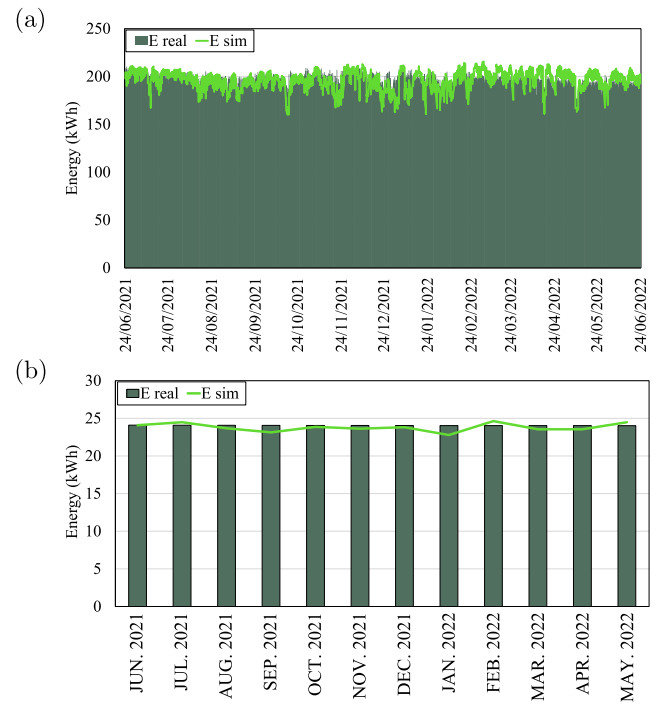 (a)
E real
E sim
Energy (kWh)
250
200
150
100
50
0
24/06/2021
24/07/2021
24/08/2021
24/09/2021
24/10/2021
24/11/2021
24/12/2021
24/01/2022
24/02/2022
24/03/2022
24/04/2022
24/05/2022
24/06/2022
(b)
E real
E sim
Energy (kWh)
30
25
20
15
10
5
0
JUN. 2021
JUL. 2021
AUG. 2021
SEP. 2021
OCT. 2021
NOV. 2021
DEC. 2021
JAN. 2022
FEB. 2022
MAR. 2022
APR. 2022
MAY. 2022